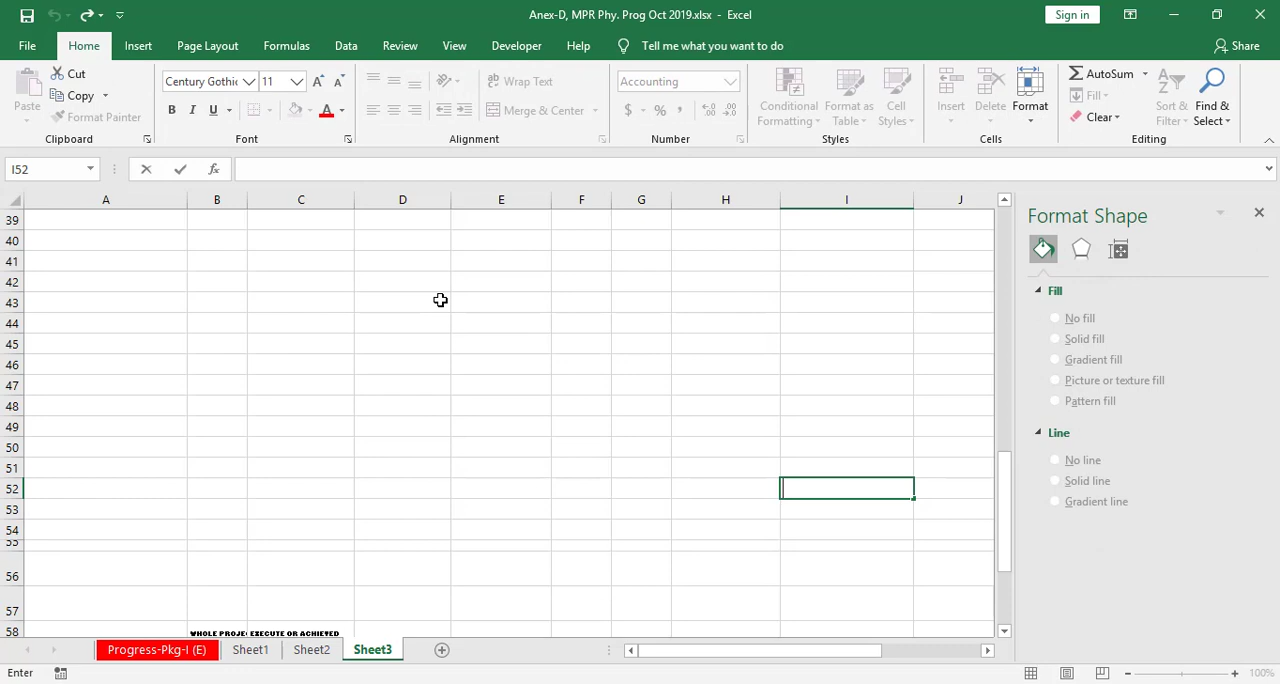 Anex-D, MPR Phy. Prog Oct 2019.xlsx - Excel
Sign in
File Home Insert Page Layout Formulas Data Review View Developer Help Tell me what you want to do Share
Paste Cut Copy Format Painter Clipboard
Century Gothic 11 B I U A Font
Wrap Text Merge & Center Alignment
Accounting $ % , Number
Conditional Formatting Format as Table Cell Styles Styles
Insert Delete Format Cells
AutoSum Fill Clear Sort & Filter Find & Select Editing
I52 fx
A B C D E F G H I J
39
40
41
42
43
44
45
46
47
48
49
50
51
52
53
54
55
56
57
58 WHOLE PROJE EXECUTE OR ACHIEVED
Format Shape
Fill
No fill
Solid fill
Gradient fill
Picture or texture fill
Pattern fill
Line
No line
Solid line
Gradient line
Progress-Pkg-I (E) Sheet1 Sheet2 Sheet3
Enter 100%